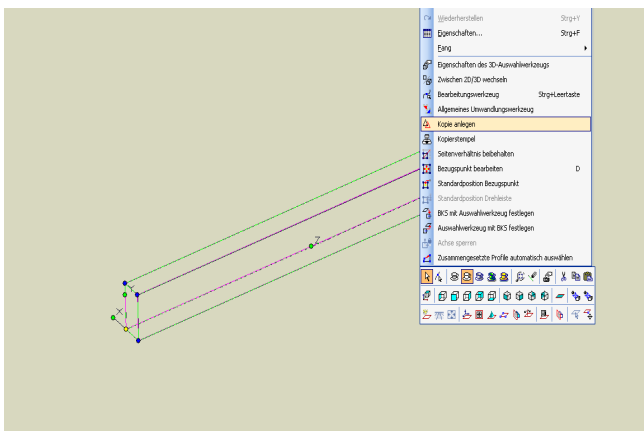 Wiederherstellen Strg+Y
Eigenschaften... Strg+F
Fang
Eigenschaften des 3D-Auswahlwerkzeugs
Zwischen 2D/3D wechseln
Bearbeitungswerkzeug Strg+Leertaste
Allgemeines Umwandlungswerkzeug
Kopie anlegen
Kopierstempel
Seitenverhältnis beibehalten
Bezugspunkt bearbeiten D
Standardposition Bezugspunkt
Standardposition Drehleiste
BKS mit Auswahlwerkzeug festlegen
Auswahlwerkzeug mit BKS festlegen
Achse sperren
Zusammengesetzte Profile automatisch auswählen
Z
Y
X